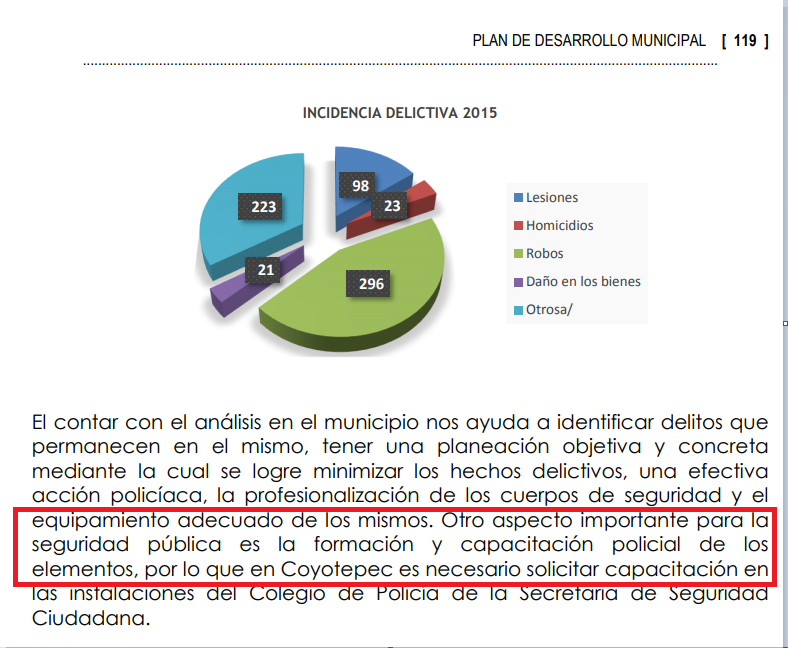 PLAN DE DESARROLLO MUNICIPAL [ 119 ]
INCIDENCIA DELICTIVA 2015
98
23
223
21
296
Lesiones
Homicidios
Robos
Daño en los bienes
Otrosa/
El contar con el análisis en el municipio nos ayuda a identificar delitos que
permanecen en el mismo, tener una planeación objetiva y concreta
mediante la cual se logre minimizar los hechos delictivos, una efectiva
acción policíaca, la profesionalización de los cuerpos de seguridad y el
equipamiento adecuado de los mismos. Otro aspecto importante para la
seguridad pública es la formación y capacitación policial de los
elementos, por lo que en Coyotepec es necesario solicitar capacitación en
las instalaciones del Colegio de Policía de la Secretaría de Seguridad
Ciudadana.